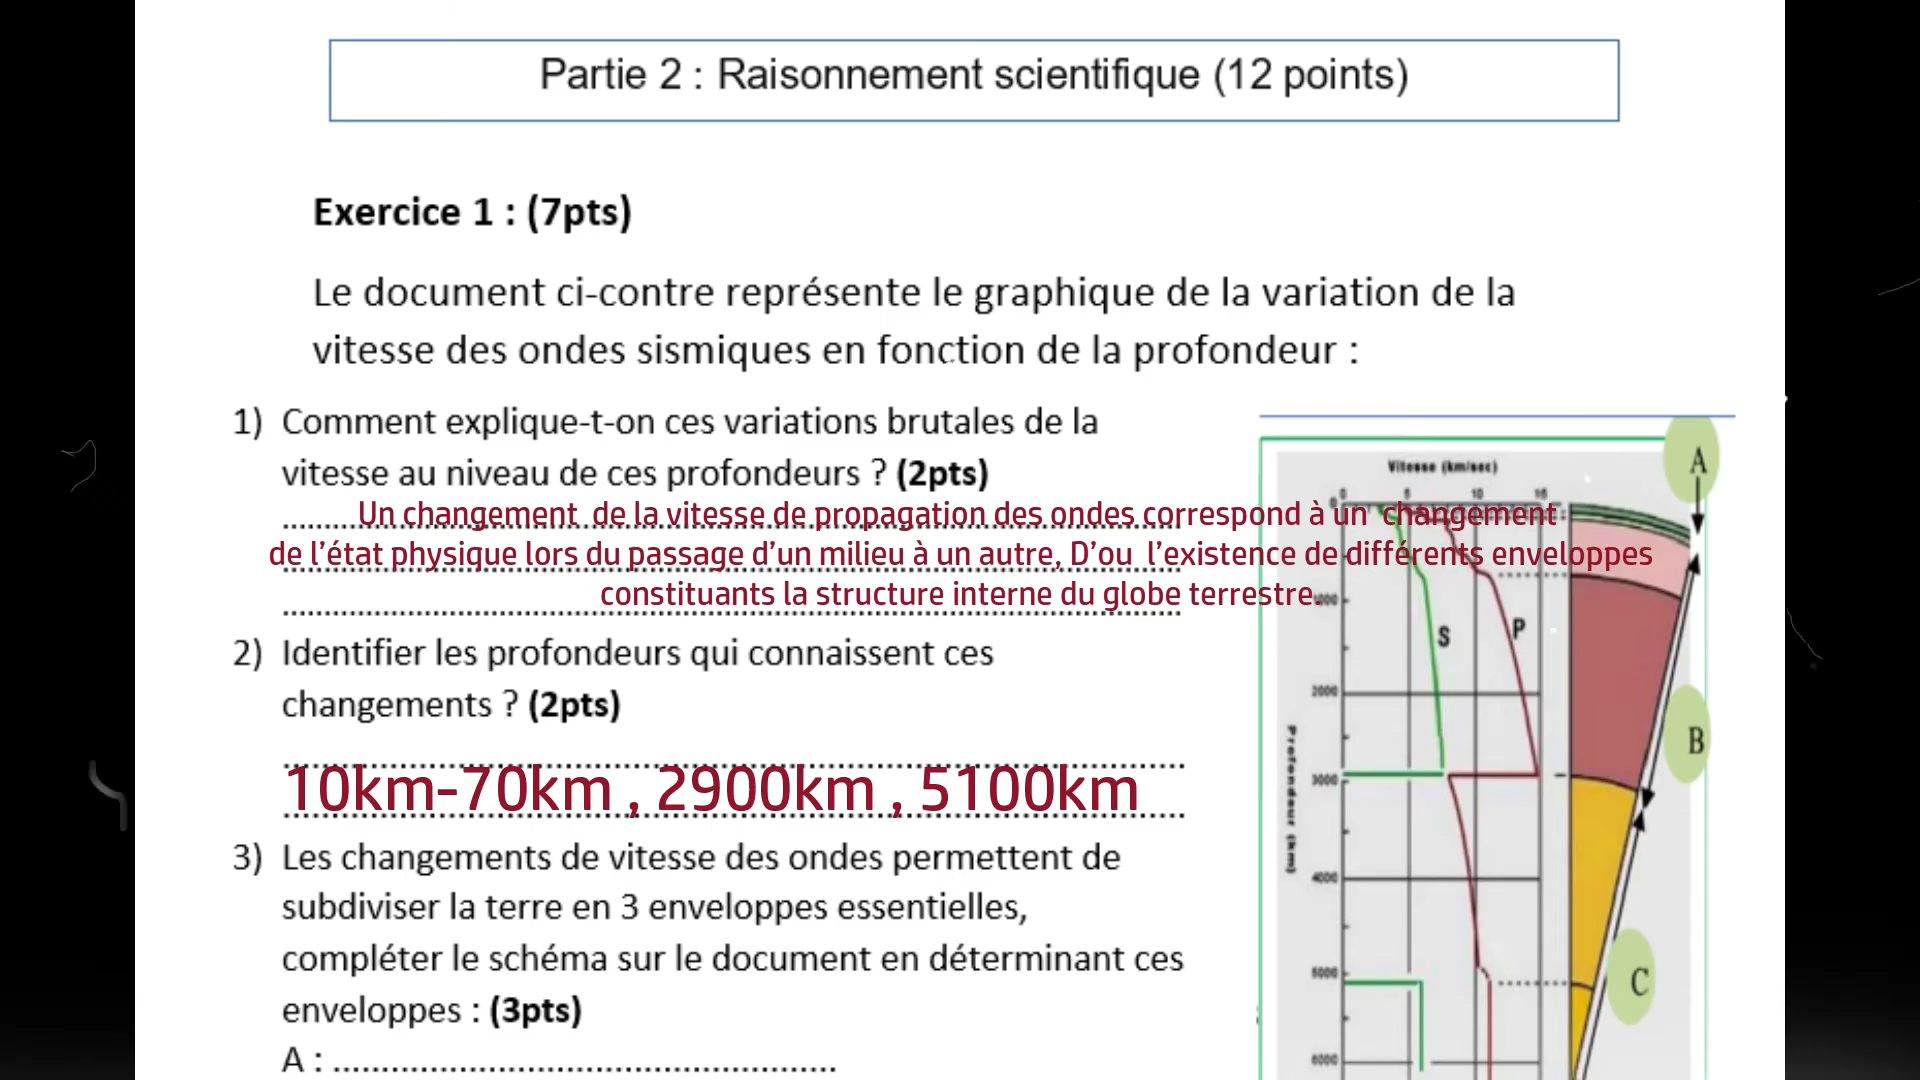 Partie 2 : Raisonnement scientifique (12 points)
Exercice 1 : (7pts)
Le document ci-contre représente le graphique de la variation de la
vitesse des ondes sismiques en fonction de la profondeur :
1) Comment explique-t-on ces variations brutales de la
vitesse au niveau de ces profondeurs ? (2pts)
Un changement de la vitesse de propagation des ondes correspond à un changement
de l'état physique lors du passage d'un milieu à un autre, D'ou l'existence de différents enveloppes
constituants la structure interne du globe terrestre.
2) Identifier les profondeurs qui connaissent ces
changements ? (2pts)
10km-70km , 2900km , 5100km
3) Les changements de vitesse des ondes permettent de
subdiviser la terre en 3 enveloppes essentielles,
compléter le schéma sur le document en déterminant ces
enveloppes : (3pts)
A : ........................................................
Vitesse (km/sec)
0 5 10 15
0
1000
2000
3000
4000
5000
6000
Profondeur (km)
S
P
A
B
C